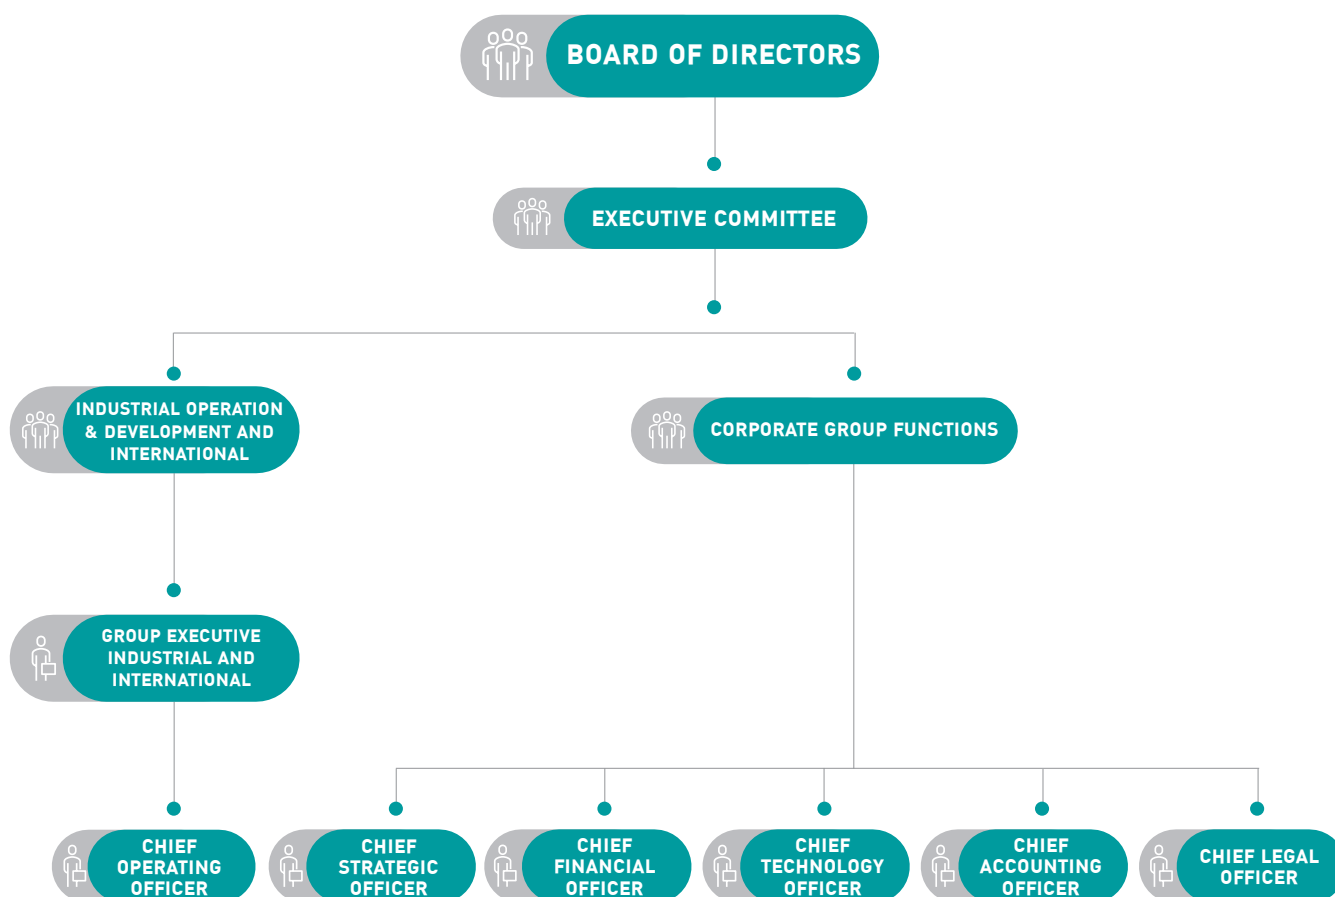 BOARD OF DIRECTORS
EXECUTIVE COMMITTEE
INDUSTRIAL OPERATION
& DEVELOPMENT AND
INTERNATIONAL
CORPORATE GROUP FUNCTIONS
GROUP EXECUTIVE
INDUSTRIAL AND
INTERNATIONAL
CHIEF
OPERATING
OFFICER
CHIEF
STRATEGIC
OFFICER
CHIEF
FINANCIAL
OFFICER
CHIEF
TECHNOLOGY
OFFICER
CHIEF
ACCOUNTING
OFFICER
CHIEF LEGAL
OFFICER